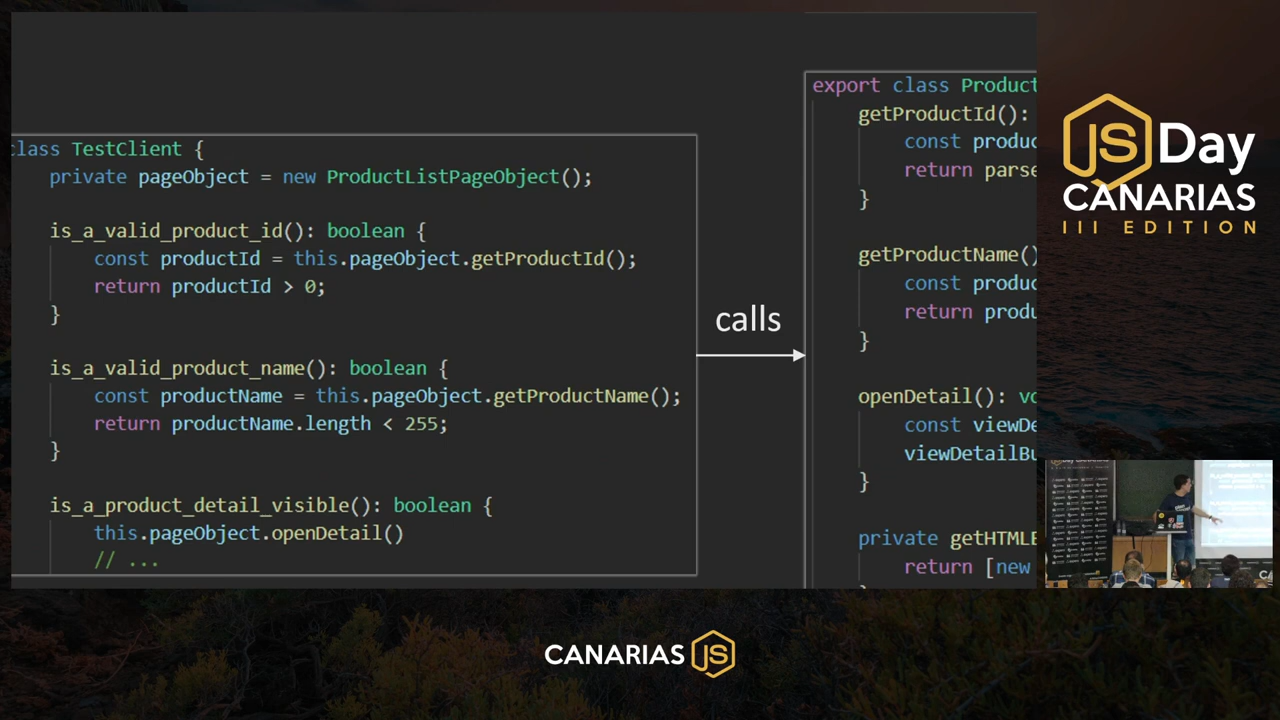 class TestClient {
private pageObject = new ProductListPageObject();
is_a_valid_product_id(): boolean {
const productId = this.pageObject.getProductId();
return productId > 0;
}
is_a_valid_product_name(): boolean {
const productName = this.pageObject.getProductName();
return productName.length < 255;
}
is_a_product_detail_visible(): boolean {
this.pageObject.openDetail()
// ...
calls
export class Product
getProductId():
const produc
return parse
}
getProductName()
const produc
return produ
}
openDetail(): vo
const viewDe
viewDetailBu
}
private getHTMLE
return [new
JS Day
CANARIAS
III EDITION
CANARIAS JS